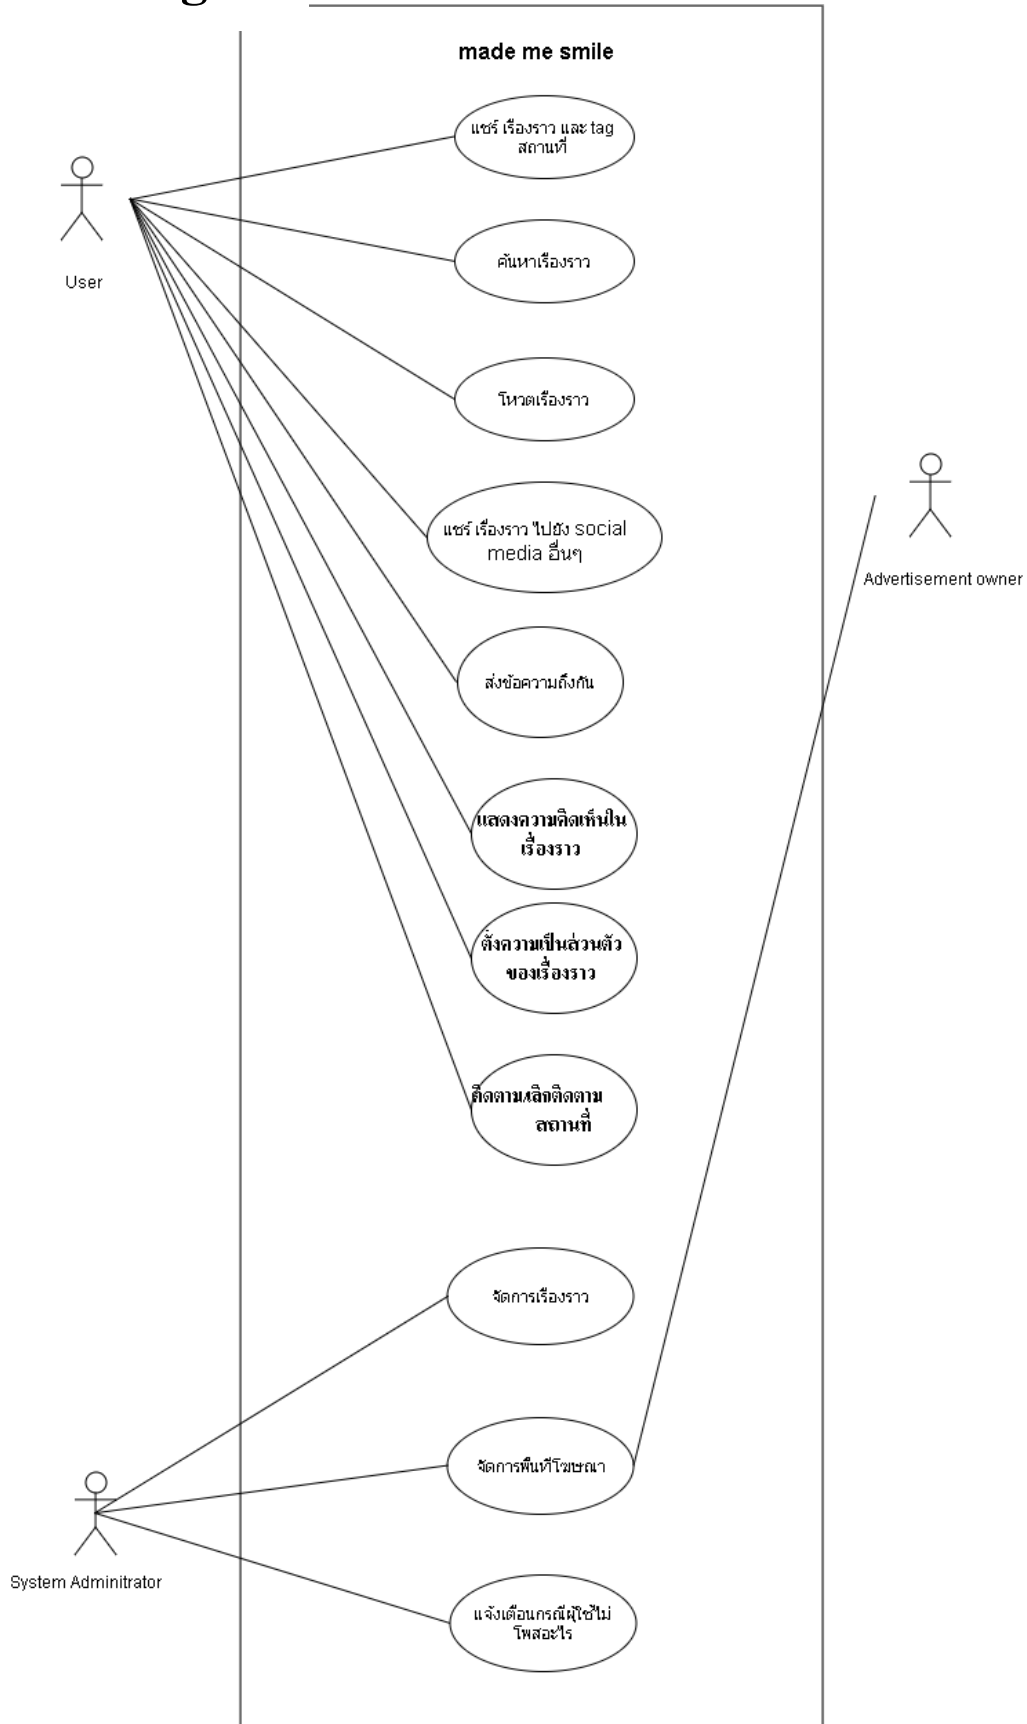 made me smile
แชร์ เรื่องราว และ tag
สถานที่
User
ค้นหาเรื่องราว
โหวตเรื่องราว
แชร์ เรื่องราว ไปยัง social
media อื่นๆ
Advertisement owner
ส่งข้อความถึงกัน
แสดงความคิดเห็นใน
เรื่องราว
ตั้งความเป็นส่วนตัว
ของเรื่องราว
ติดตาม/เลิกติดตาม
สถานที่
จัดการเรื่องราว
จัดการพื้นที่โฆษณา
System Adminitrator
แจ้งเตือนกรณีผู้ใช้ไม่
โพสอะไร